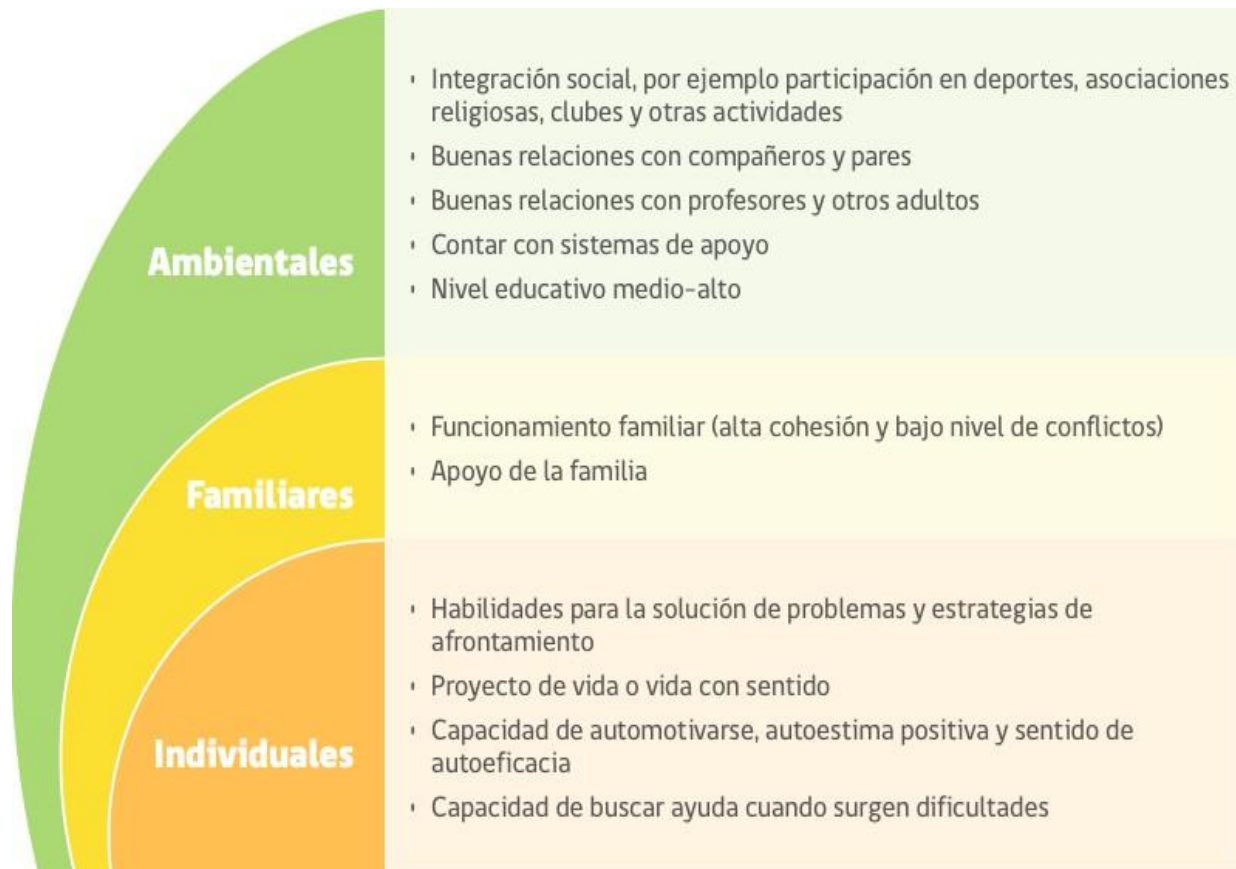 Ambientales
· Integración social, por ejemplo participación en deportes, asociaciones
religiosas, clubes y otras actividades
· Buenas relaciones con compañeros y pares
· Buenas relaciones con profesores y otros adultos
· Contar con sistemas de apoyo
· Nivel educativo medio-alto
Familiares
· Funcionamiento familiar (alta cohesión y bajo nivel de conflictos)
· Apoyo de la familia
Individuales
· Habilidades para la solución de problemas y estrategias de
afrontamiento
· Proyecto de vida o vida con sentido
· Capacidad de automotivarse, autoestima positiva y sentido de
autoeficacia
· Capacidad de buscar ayuda cuando surgen dificultades